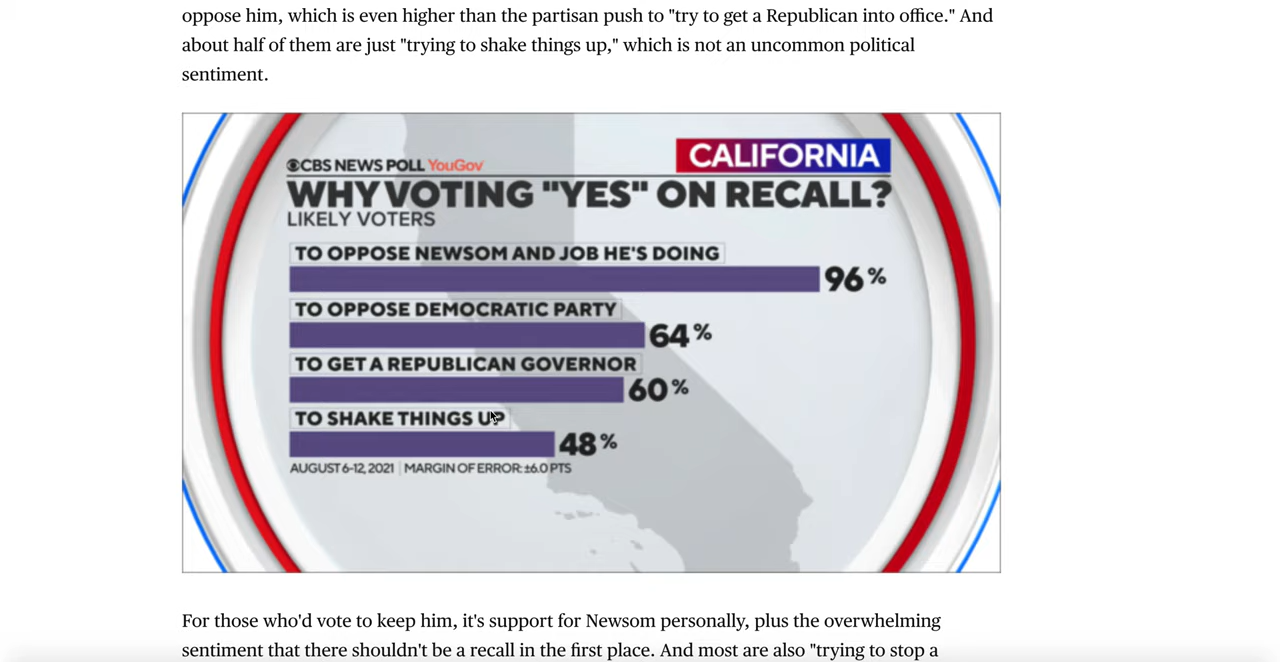 oppose him, which is even higher than the partisan push to "try to get a Republican into office." And
about half of them are just "trying to shake things up," which is not an uncommon political
sentiment.
CBS NEWS POLL YouGov
CALIFORNIA
WHY VOTING "YES" ON RECALL?
LIKELY VOTERS
TO OPPOSE NEWSOM AND JOB HE'S DOING
96%
TO OPPOSE DEMOCRATIC PARTY
64%
TO GET A REPUBLICAN GOVERNOR
60%
TO SHAKE THINGS UP
48%
AUGUST 6-12, 2021 | MARGIN OF ERROR: ±6.0 PTS
For those who'd vote to keep him, it's support for Newsom personally, plus the overwhelming
sentiment that there shouldn't be a recall in the first place. And most are also "trying to stop a